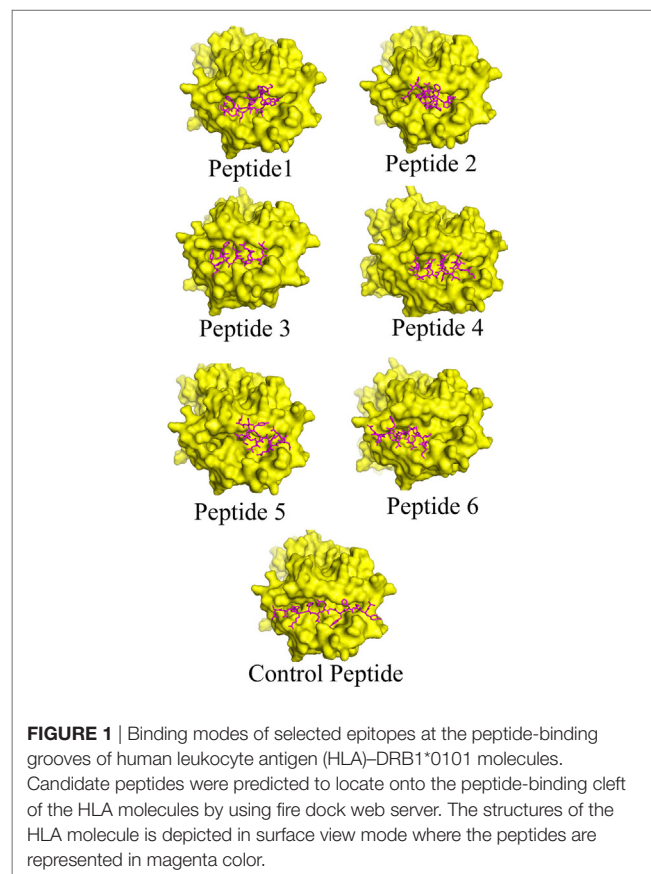 Peptide1
Peptide 2
Peptide 3
Peptide 4
Peptide 5
Peptide 6
Control Peptide
FIGURE 1 | Binding modes of selected epitopes at the peptide-binding
grooves of human leukocyte antigen (HLA)–DRB1*0101 molecules.
Candidate peptides were predicted to locate onto the peptide-binding cleft
of the HLA molecules by using fire dock web server. The structures of the
HLA molecule is depicted in surface view mode where the peptides are
represented in magenta color.